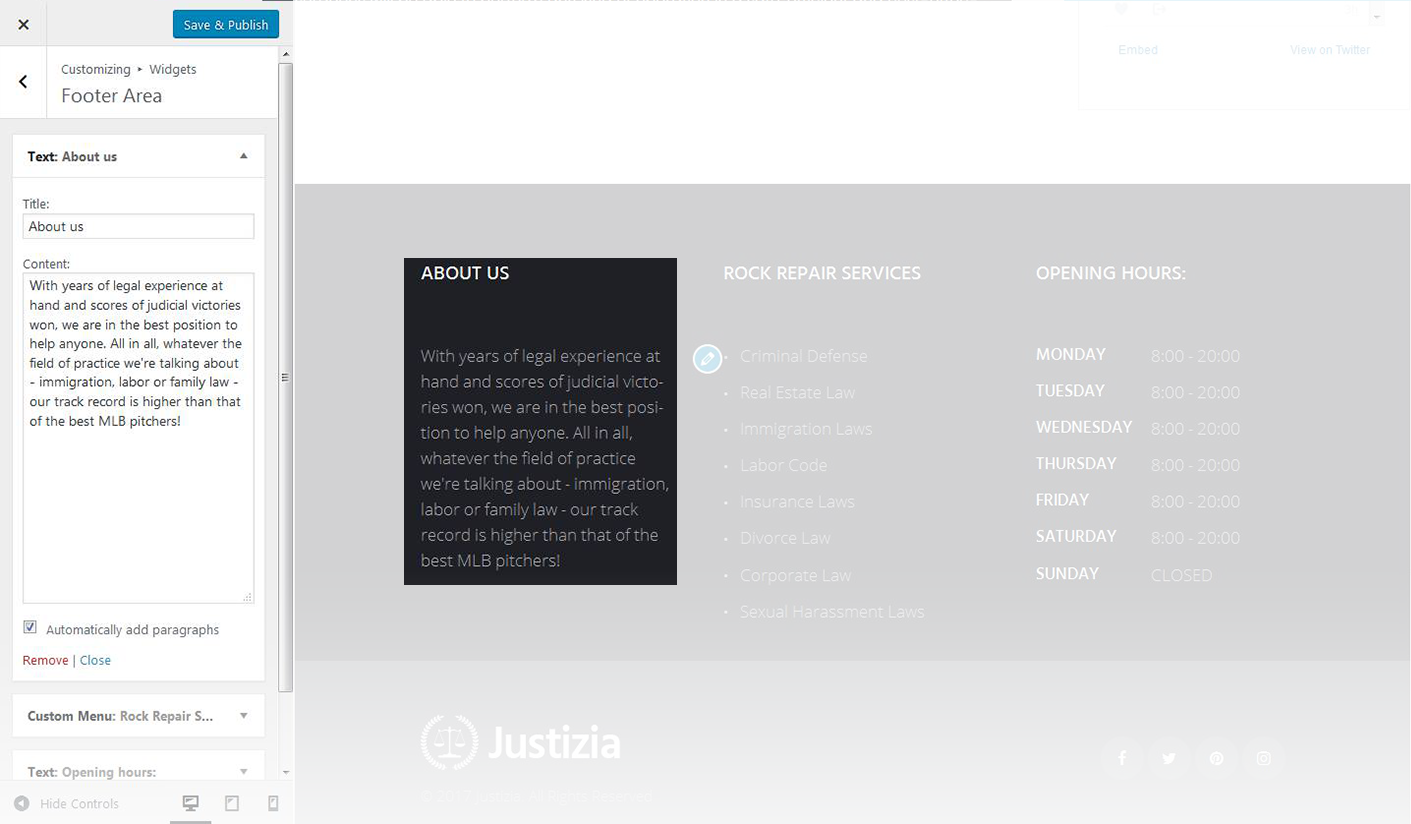 Save & Publish
Customizing ▸ Widgets
Footer Area
Text: About us
Title:
About us
Content:
With years of legal experience at
hand and scores of judicial victories
won, we are in the best position to
help anyone. All in all, whatever the
field of practice we're talking about
- immigration, labor or family law -
our track record is higher than that
of the best MLB pitchers!
Automatically add paragraphs
Remove | Close
Custom Menu: Rock Repair S...
Text: Opening hours:
Hide Controls
Embed
View on Twitter
ABOUT US
With years of legal experience at
hand and scores of judicial victo-
ries won, we are in the best posi-
tion to help anyone. All in all,
whatever the field of practice
we're talking about - immigration,
labor or family law - our track
record is higher than that of the
best MLB pitchers!
ROCK REPAIR SERVICES
• Criminal Defense
• Real Estate Law
• Immigration Laws
• Labor Code
• Insurance Laws
• Divorce Law
• Corporate Law
• Sexual Harassment Laws
OPENING HOURS:
MONDAY 8:00 - 20:00
TUESDAY 8:00 - 20:00
WEDNESDAY 8:00 - 20:00
THURSDAY 8:00 - 20:00
FRIDAY 8:00 - 20:00
SATURDAY 8:00 - 20:00
SUNDAY CLOSED
Justizia